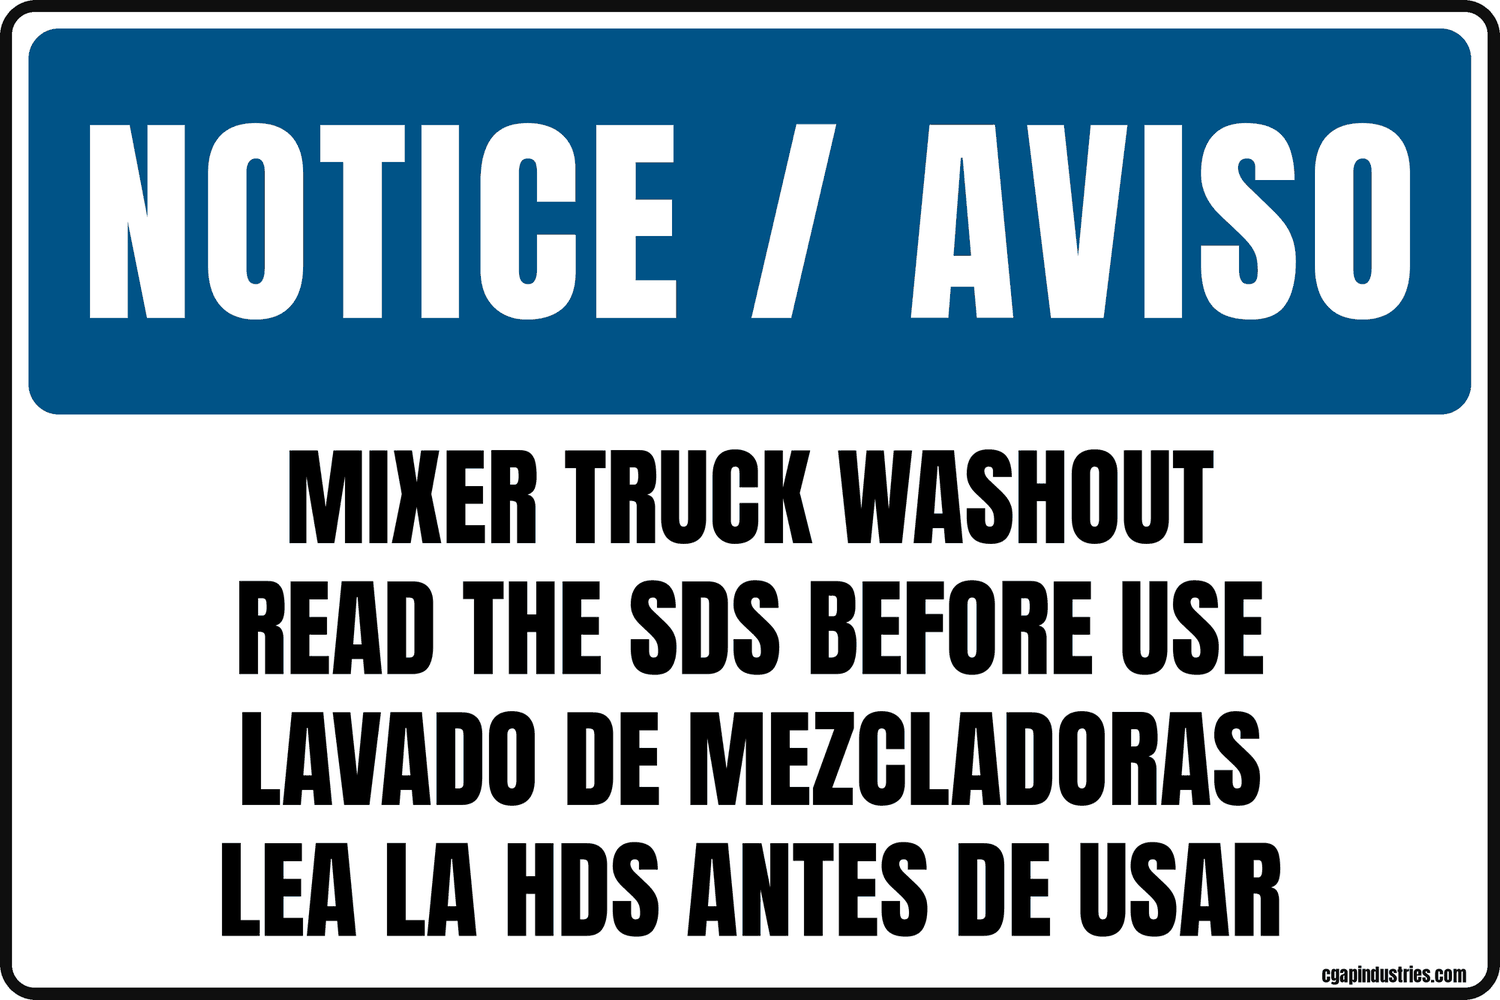 NOTICE / AVISO
MIXER TRUCK WASHOUT
READ THE SDS BEFORE USE
LAVADO DE MEZCLADORAS
LEA LA HDS ANTES DE USAR
cgapindustries.com